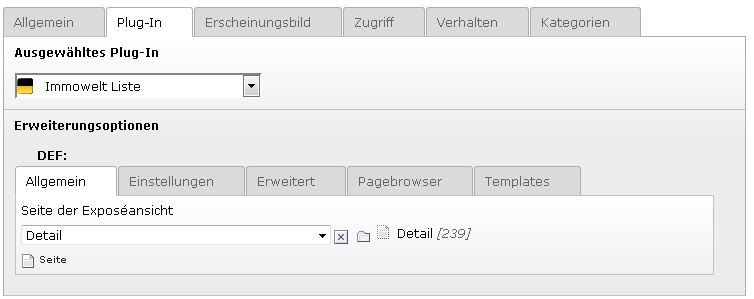 Allgemein Plug-In Erscheinungsbild Zugriff Verhalten Kategorien
Ausgewähltes Plug-In
Immowelt Liste
Erweiterungsoptionen
DEF:
Allgemein Einstellungen Erweitert Pagebrowser Templates
Seite der Exposéansicht
Detail Detail [239]
Seite